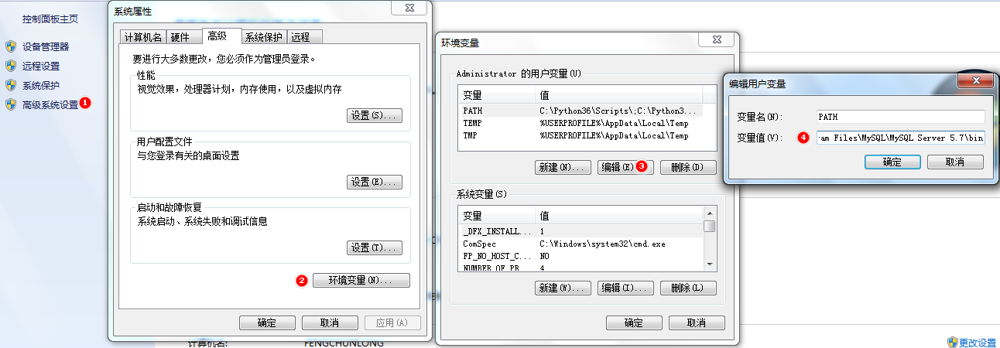 控制面板主页
设备管理器
远程设置
系统保护
高级系统设置 1
系统属性
计算机名 硬件 高级 系统保护 远程
要进行大多数更改，您必须作为管理员登录。
性能
视觉效果，处理器计划，内存使用，以及虚拟内存
设置(S)...
用户配置文件
与您登录有关的桌面设置
设置(E)...
启动和故障恢复
系统启动、系统失败和调试信息
设置(T)...
2 环境变量(N)...
确定 取消 应用(A)
计算机名: FENGCHUNLONG
环境变量
Administrator 的用户变量(U)
变量 值
PATH C:\Python36\Scripts\;C:\Python3...
TEMP %USERPROFILE%\AppData\Local\Temp
TMP %USERPROFILE%\AppData\Local\Temp
新建(N)... 编辑(E) 3 删除(D)
系统变量(S)
变量 值
_DFX_INSTALL... 1
ComSpec C:\Windows\system32\cmd.exe
FP_NO_HOST_C... NO
NUMBER_OF_PR 4
新建(W)... 编辑(I)... 删除(L)
确定 取消
编辑用户变量
变量名(N): PATH
变量值(V): 4 am Files\MySQL\MySQL Server 5.7\bin
确定 取消
更改设置